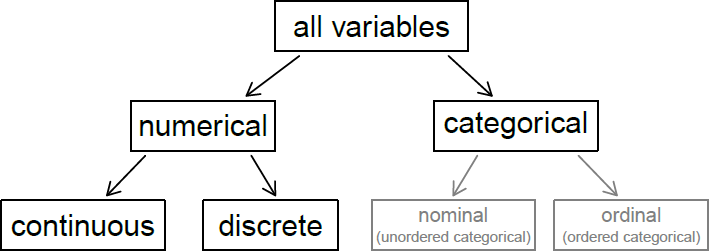 all variables
numerical
categorical
continuous
discrete
nominal
(unordered categorical)
ordinal
(ordered categorical)